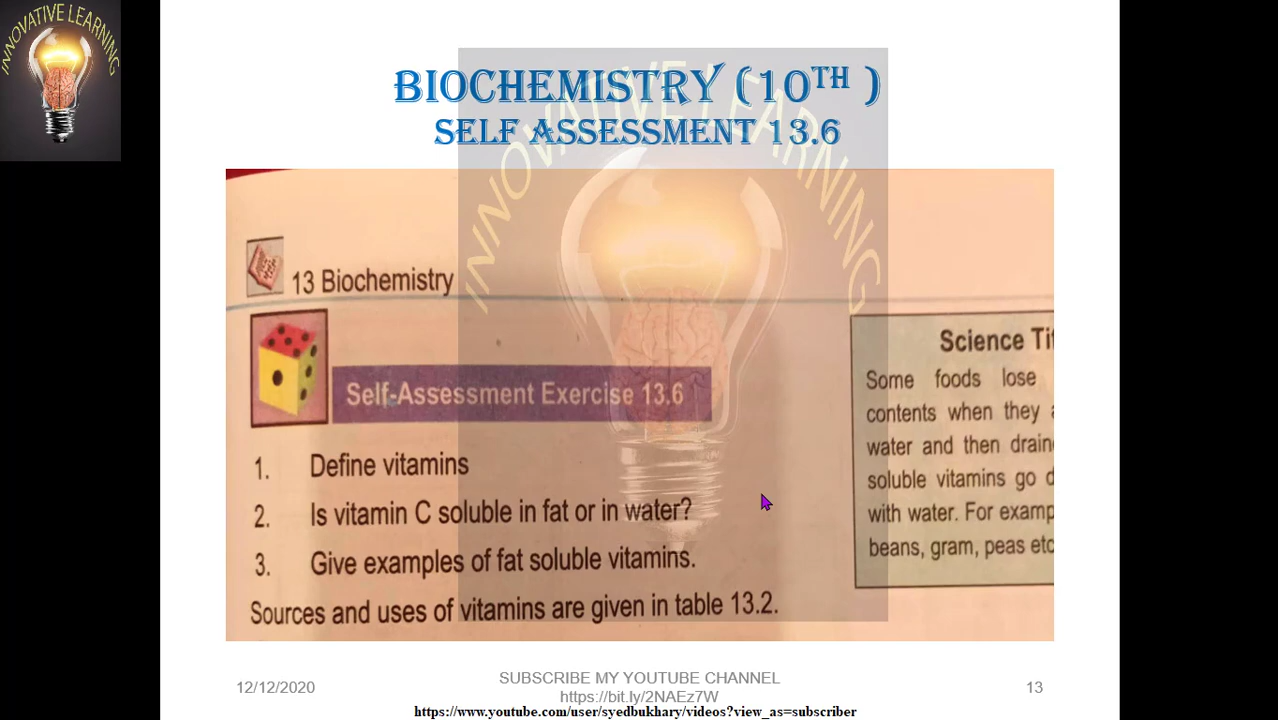 INNOVATIVE LEARNING
BIOCHEMISTRY (10TH )
SELF ASSESSMENT 13.6
INNOVATIVE LEARNING
13 Biochemistry
Self-Assessment Exercise 13.6
1. Define vitamins
2. Is vitamin C soluble in fat or in water?
3. Give examples of fat soluble vitamins.
Sources and uses of vitamins are given in table 13.2.
Science
Some foods lose
contents when they
water and then
soluble vitamins go
with water. For
beans, gram, peas etc
12/12/2020
SUBSCRIBE MY YOUTUBE CHANNEL
https://bit.ly/2NAEz7W
13
https://www.youtube.com/user/syedbukhary/videos?view_as=subscriber